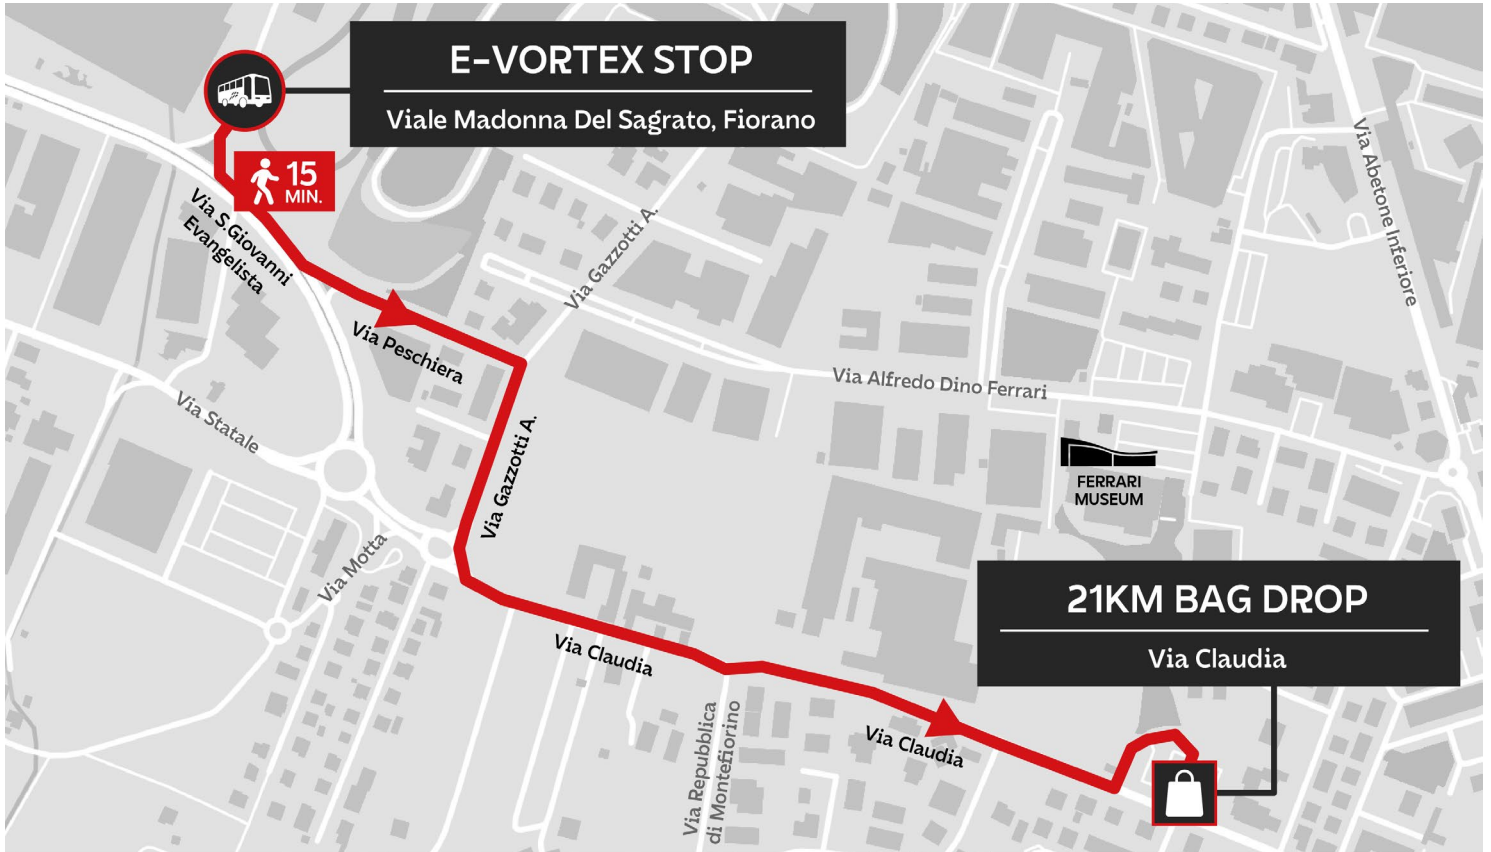 E-VORTEX STOP
Viale Madonna Del Sagrato, Fiorano
15
MIN.
Via S.Giovanni
Evangelista
Via Abetone Inferiore
Via Gazzotti A.
Via Peschiera
Via Alfredo Dino Ferrari
Via Statale
Via Gazzotti A.
FERRARI
MUSEUM
Via Motta
21KM BAG DROP
Via Claudia
Via Claudia
Via Repubblica
di Montefiorino
Via Claudia